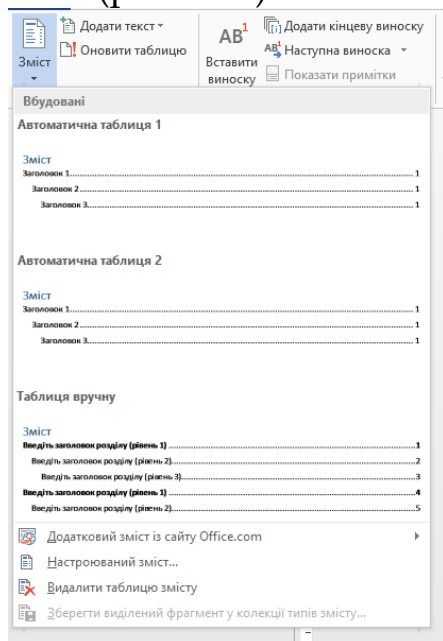 Зміст
Додати текст
Оновити таблицю
AB1
Вставити
виноску
Додати кінцеву виноску
Наступна виноска
Показати примітки
Вбудовані
Автоматична таблиця 1
Зміст
Заголовок 1.......... 1
Заголовок 2.......... 1
Заголовок 3.......... 1
Автоматична таблиця 2
Зміст
Заголовок 1.......... 1
Заголовок 2.......... 1
Заголовок 3.......... 1
Таблиця вручну
Зміст
Введіть заголовок розділу (рівень 1) ..........1
Введіть заголовок розділу (рівень 2)..........2
Введіть заголовок розділу (рівень 3)..........3
Введіть заголовок розділу (рівень 1) ..........4
Введіть заголовок розділу (рівень 2)..........5
Додатковий зміст із сайту Office.com
Настроюваний зміст...
Видалити таблицю змісту
Зберегти виділений фрагмент у колекції типів змісту...